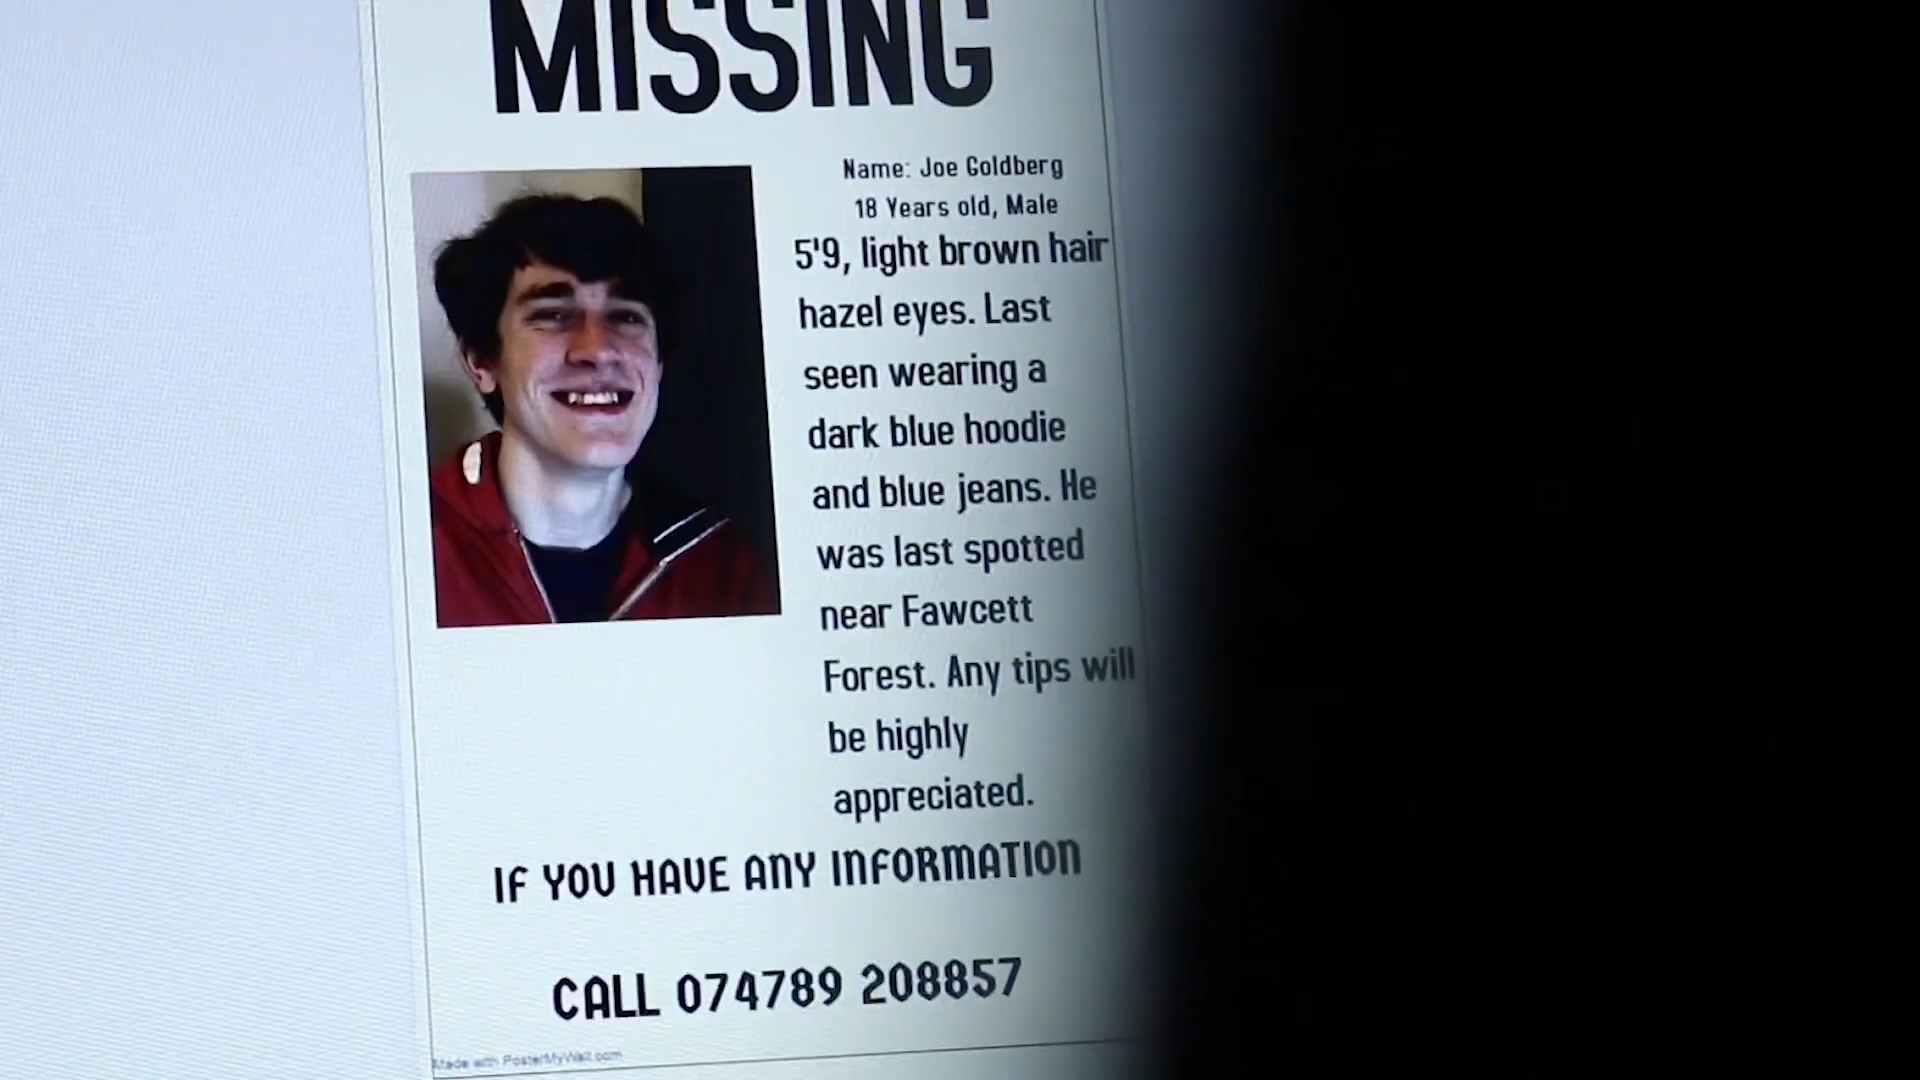 MISSING
Name: Joe Goldberg
18 Years old, Male
5'9, light brown hair
hazel eyes. Last
seen wearing a
dark blue hoodie
and blue jeans. He
was last spotted
near Fawcett
Forest. Any tips will
be highly
appreciated.
IF YOU HAVE ANY INFORMATION
CALL 074789 208857
Made with PosterMyWall.com